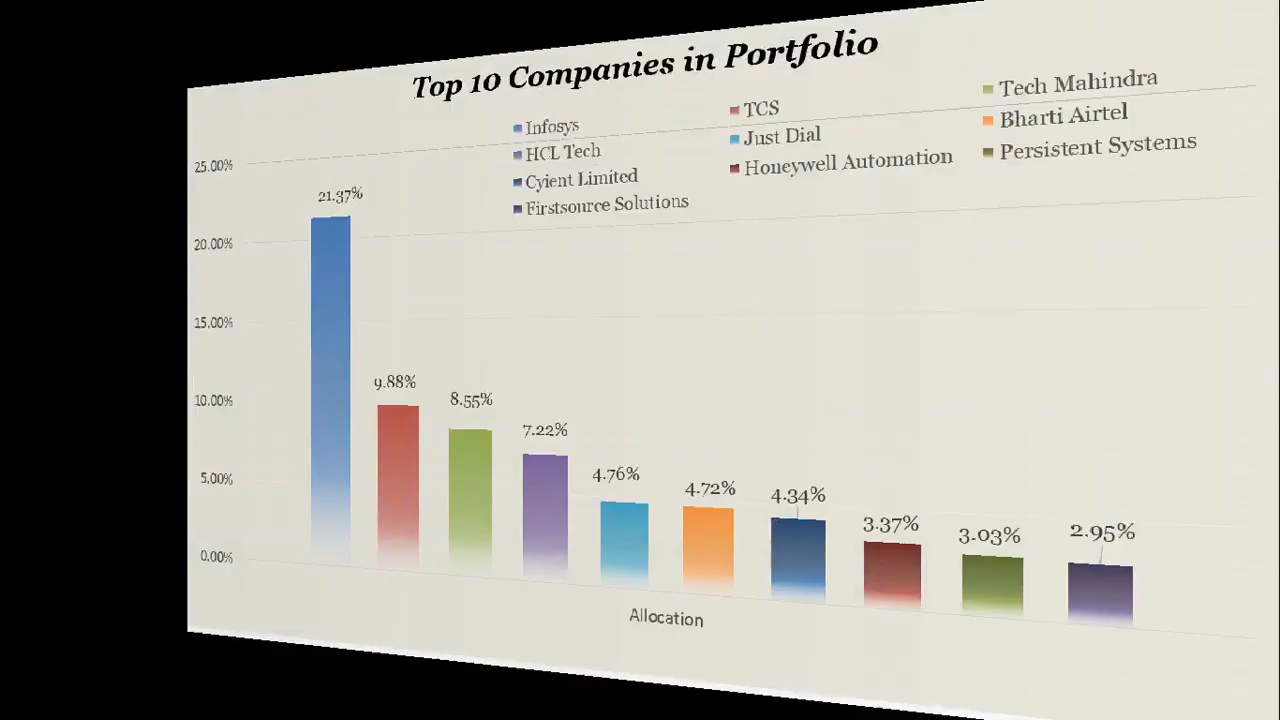 Top 10 Companies in Portfolio
Infosys
TCS
Tech Mahindra
HCL Tech
Just Dial
Bharti Airtel
Cyient Limited
Honeywell Automation
Persistent Systems
Firstsource Solutions
25.00%
20.00%
15.00%
10.00%
5.00%
0.00%
21.37%
9.88%
8.55%
7.22%
4.76%
4.72%
4.34%
3.37%
3.03%
2.95%
Allocation